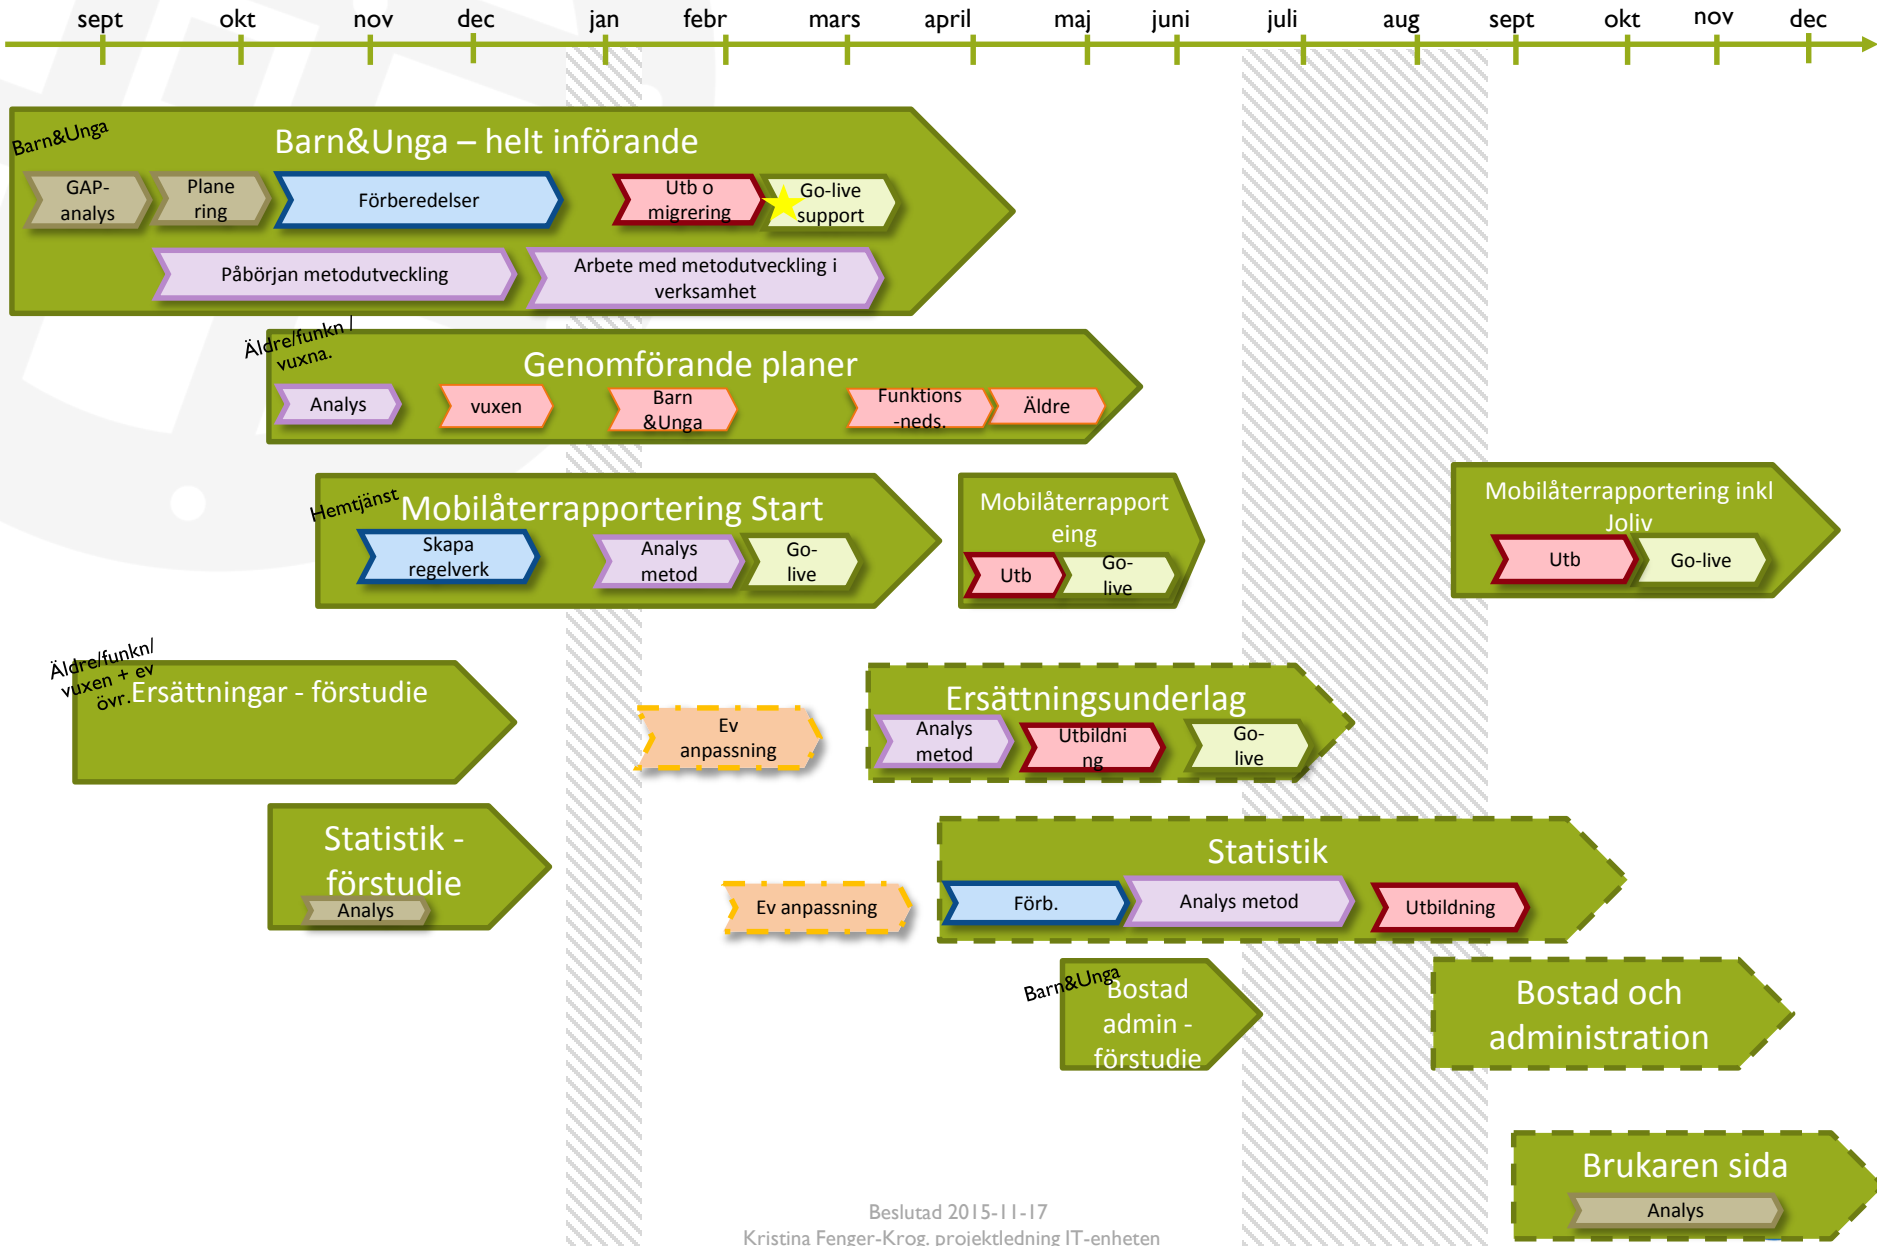 sept okt nov dec jan febr mars april maj juni juli aug sept okt nov dec
Barn&Unga
Barn&Unga – helt införande
GAP-
analys
Plane
ring
Förberedelser
Utb o
migrering
Go-live
support
Påbörjan metodutveckling
Arbete med metodutveckling i
verksamhet
Äldre/funkn /
vuxna.
Genomförande planer
Analys
vuxen
Barn
&Unga
Funktions
-neds.
Äldre
Hemtjänst
Mobilåterrapportering Start
Skapa
regelverk
Analys
metod
Go-
live
Mobilåterrapport
eing
Utb
Go-
live
Mobilåterrapportering inkl
Joliv
Utb
Go-live
Äldre/funkn/
vuxen + ev
övr.
Ersättningar - förstudie
Ev
anpassning
Ersättningsunderlag
Analys
metod
Utbildni
ng
Go-
live
Statistik -
förstudie
Analys
Ev anpassning
Statistik
Förb.
Analys metod
Utbildning
Barn&Unga
Bostad
admin -
förstudie
Bostad och
administration
Brukaren sida
Analys
Beslutad 2015-11-17
Kristina Fenger-Krog, projektledning IT-enheten